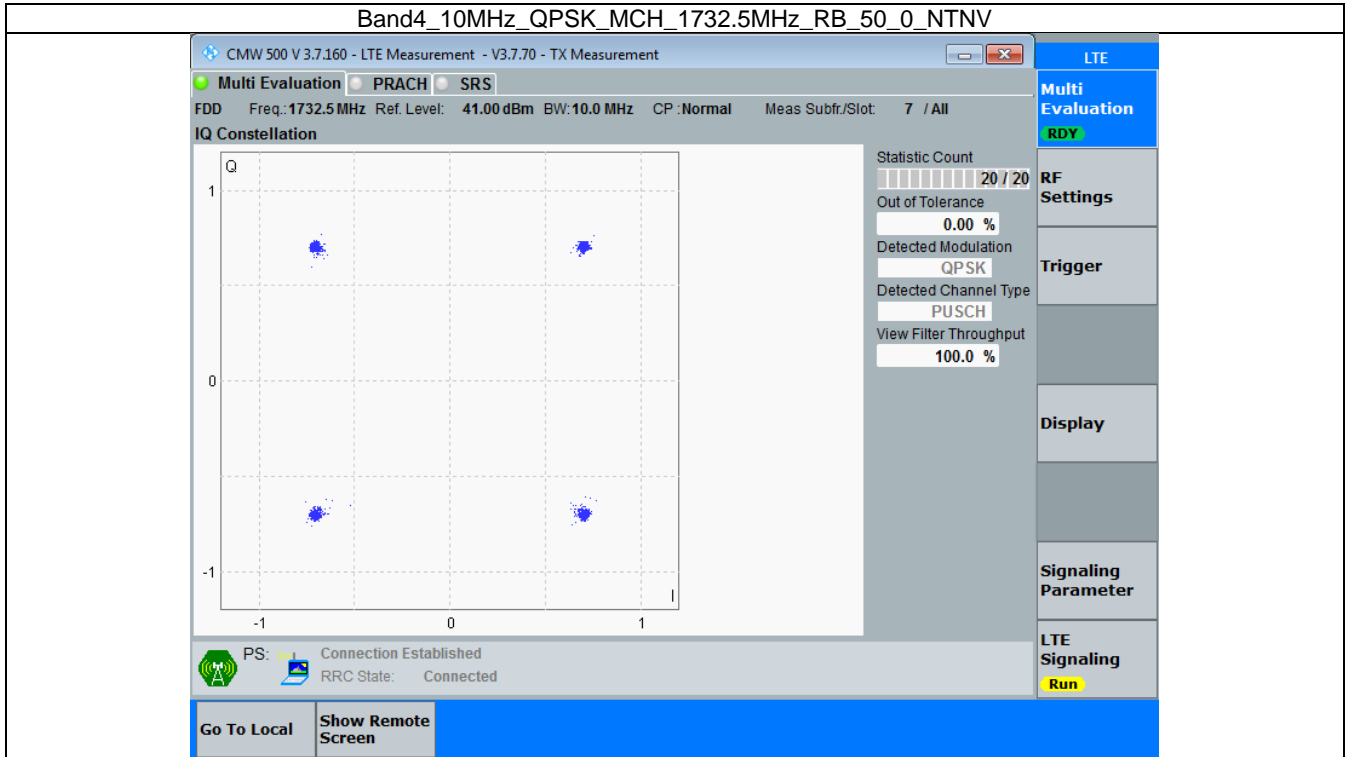 Band4_10MHz_QPSK_MCH_1732.5MHz_RB_50_0_NTNV
CMW 500 V 3.7.160 - LTE Measurement - V3.7.70 - TX Measurement
LTE
Multi Evaluation PRACH SRS
Multi
Evaluation
RDY
FDD Freq.: 1732.5 MHz Ref. Level: 41.00 dBm BW: 10.0 MHz CP : Normal Meas Subfr./Slot: 7 / All
IQ Constellation
Q
1
0
-1
I
-1 0 1
Statistic Count
20 / 20
Out of Tolerance
0.00 %
Detected Modulation
QPSK
Detected Channel Type
PUSCH
View Filter Throughput
100.0 %
RF
Settings
Trigger
Display
Signaling
Parameter
LTE
Signaling
Run
PS: Connection Established
RRC State: Connected
Go To Local
Show Remote
Screen